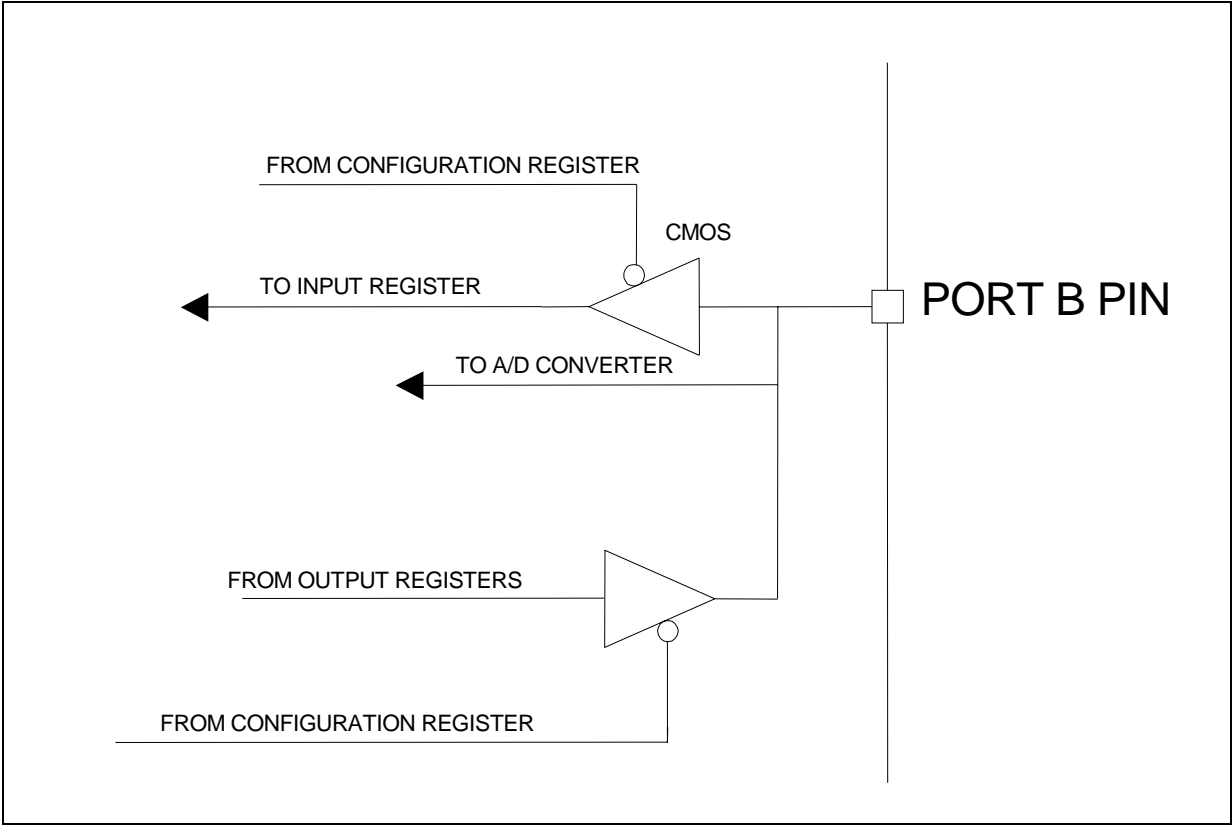 FROM CONFIGURATION REGISTER
CMOS
TO INPUT REGISTER
PORT B PIN
TO A/D CONVERTER
FROM OUTPUT REGISTERS
FROM CONFIGURATION REGISTER